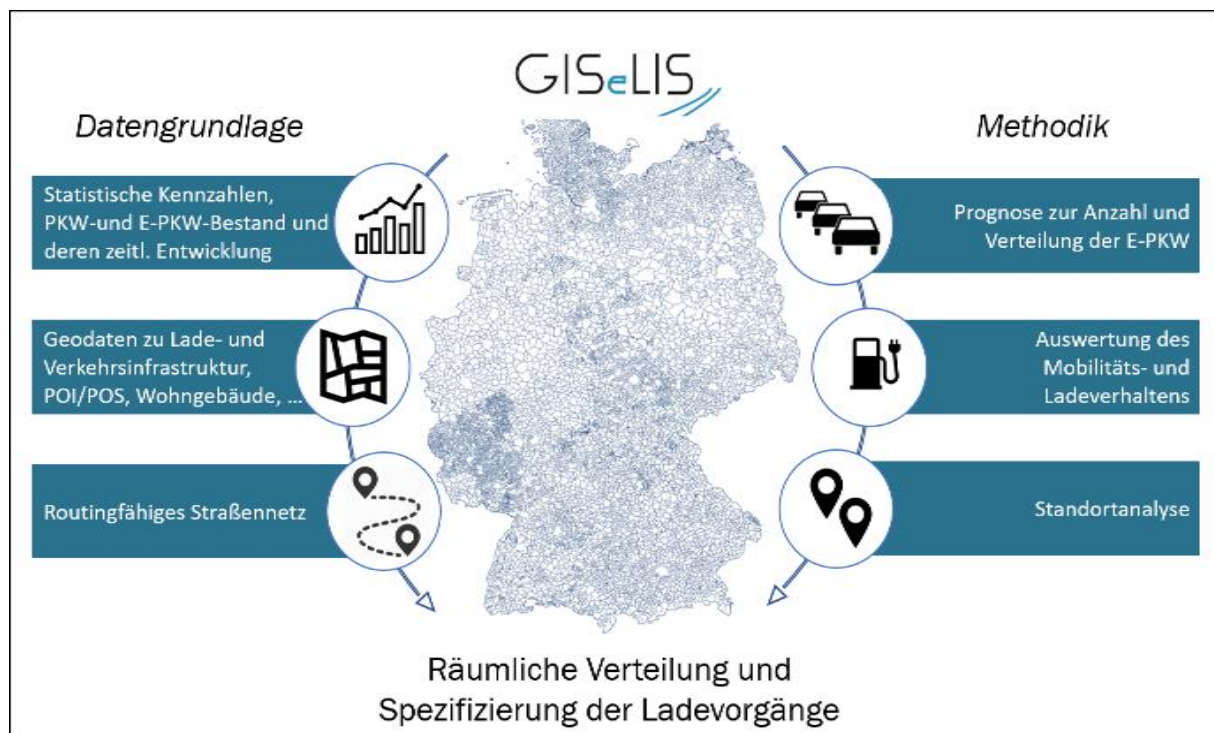 GISeLIS
Datengrundlage
Statistische Kennzahlen,
PKW-und E-PKW-Bestand und
deren zeitl. Entwicklung
Geodaten zu Lade- und
Verkehrsinfrastruktur,
POI/POS, Wohngebäude, ...
Routingfähiges Straßennetz
Methodik
Prognose zur Anzahl und
Verteilung der E-PKW
Auswertung des
Mobilitäts- und
Ladeverhaltens
Standortanalyse
Räumliche Verteilung und
Spezifizierung der Ladevorgänge